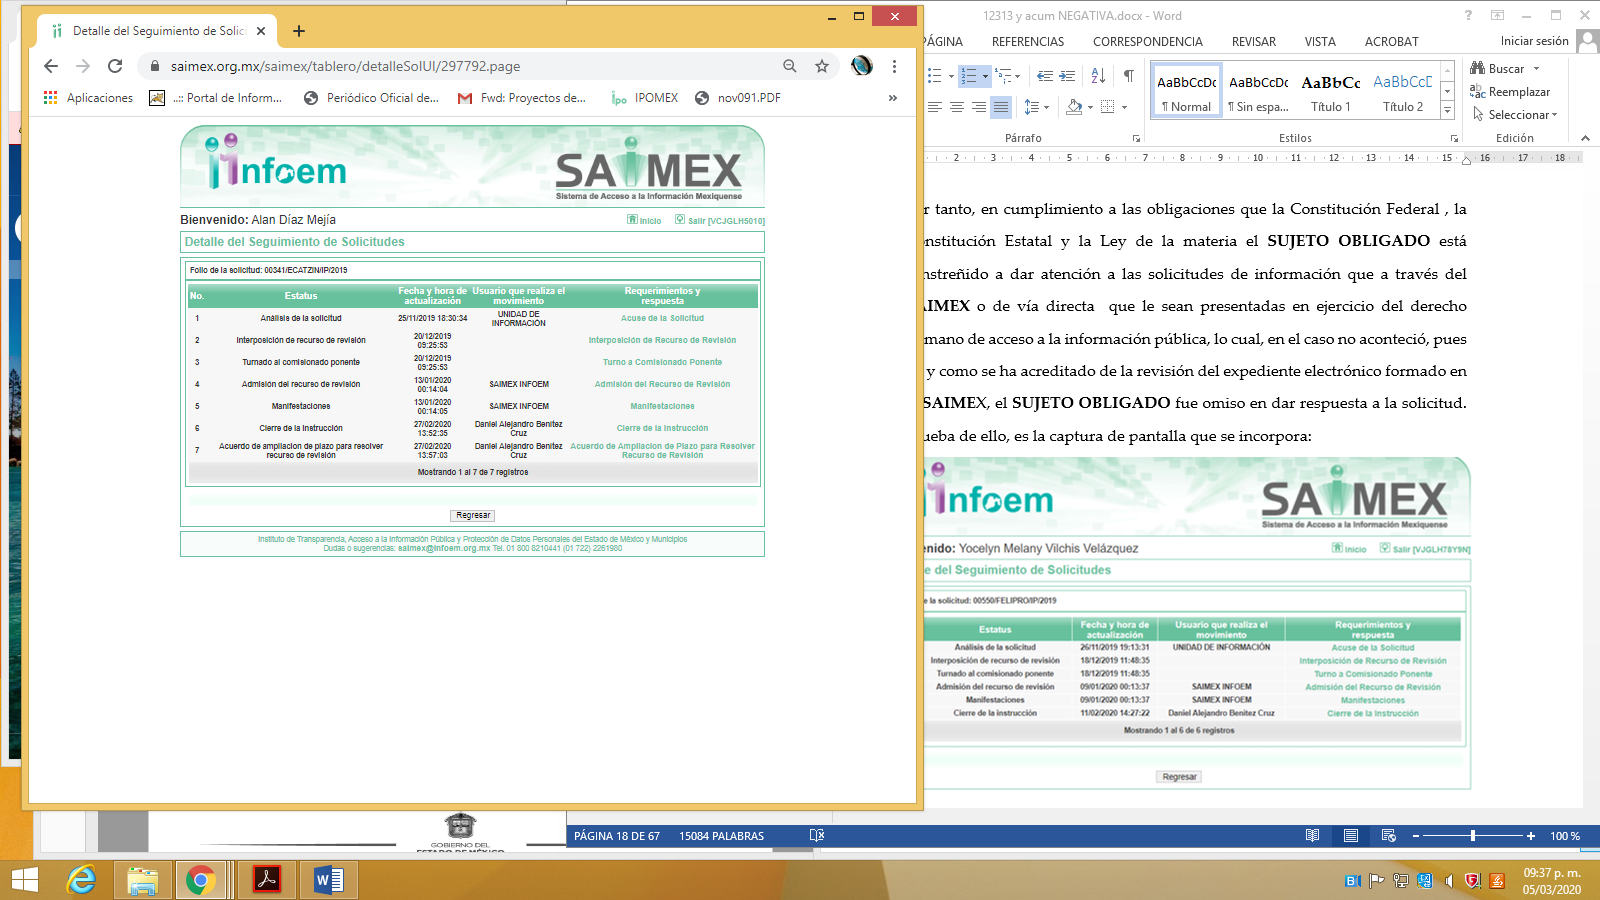 Detalle del Seguimiento de Solic
saimex.org.mx/saimex/tablero/detalleSolUI/297792.page
Aplicaciones
..:: Portal de Inform...
Periódico Oficial de...
Fwd: Proyectos de...
IPOMEX
nov091.PDF
»
infoem
SAIMEX
Sistema de Acceso a la Información Mexiquense
Bienvenido: Alan Díaz Mejía
Inicio
Salir [VCJGLH5010]
Detalle del Seguimiento de Solicitudes
Folio de la solicitud: 00341/ECATZIN/IP/2019
No. Estatus Fecha y hora de actualización Usuario que realiza el movimiento Requerimientos y respuesta
1 Análisis de la solicitud 25/11/2019 18:30:34 UNIDAD DE INFORMACIÓN Acuse de la Solicitud
2 Interposición de recurso de revisión 20/12/2019 09:25:53 Interposición de Recurso de Revisión
3 Turnado al comisionado ponente 20/12/2019 09:25:53 Turno a Comisionado Ponente
4 Admisión del recurso de revisión 13/01/2020 00:14:04 SAIMEX INFOEM Admisión del Recurso de Revisión
5 Manifestaciones 13/01/2020 00:14:05 SAIMEX INFOEM Manifestaciones
6 Cierre de la Instrucción 27/02/2020 13:52:35 Daniel Alejandro Benitez Cruz Cierre de la Instrucción
7 Acuerdo de ampliacion de plazo para resolver recurso de revisión 27/02/2020 13:57:03 Daniel Alejandro Benitez Cruz Acuerdo de Ampliacion de Plazo para Resolver Recurso de Revisión
Mostrando 1 al 7 de 7 registros
Regresar
Instituto de Transparencia, Acceso a la Información Pública y Protección de Datos Personales del Estado de México y Municipios
Dudas o sugerencias: saimex@infoem.org.mx Tel. 01 800 8210441 (01 722) 2261980
12313 y acum NEGATIVA.docx - Word
PÁGINA REFERENCIAS CORRESPONDENCIA REVISAR VISTA ACROBAT
Iniciar sesión
AaBbCcDc AaBbCcDc AaBbCc AaBbCcD
¶ Normal ¶ Sin espa... Título 1 Título 2
Buscar
Reemplazar
Seleccionar
Párrafo Estilos Edición
2 3 4 5 6 7 8 9 10 11 12 13 14 15 16 17 18
r tanto, en cumplimiento a las obligaciones que la Constitución Federal , la
nstitución Estatal y la Ley de la materia el SUJETO OBLIGADO está
nstreñido a dar atención a las solicitudes de información que a través del
AIMEX o de vía directa que le sean presentadas en ejercicio del derecho
mano de acceso a la información pública, lo cual, en el caso no aconteció, pues
y como se ha acreditado de la revisión del expediente electrónico formado en
SAIMEX, el SUJETO OBLIGADO fue omiso en dar respuesta a la solicitud.
ueba de ello, es la captura de pantalla que se incorpora:
infoem
SAIMEX
Sistema de Acceso a la Información Mexiquense
enido: Yocelyn Melany Vilchis Velázquez
Inicio
Salir [VJGLH78Y9N]
e del Seguimiento de Solicitudes
e la solicitud: 00550/FELIPRO/IP/2019
Estatus Fecha y hora de actualización Usuario que realiza el movimiento Requerimientos y respuesta
Análisis de la solicitud 26/11/2019 19:13:31 UNIDAD DE INFORMACIÓN Acuse de la Solicitud
Interposición de recurso de revisión 18/12/2019 11:48:35 Interposición de Recurso de Revisión
Turnado al comisionado ponente 18/12/2019 11:48:35 Turno a Comisionado Ponente
Admisión del recurso de revisión 09/01/2020 00:13:37 SAIMEX INFOEM Admisión del Recurso de Revisión
Manifestaciones 09/01/2020 00:13:37 SAIMEX INFOEM Manifestaciones
Cierre de la instrucción 11/02/2020 14:27:22 Daniel Alejandro Benitez Cruz Cierre de la Instrucción
Mostrando 1 al 6 de 6 registros
Regresar
GOBIERNO DEL
ESTADO DE MÉXICO
PÁGINA 18 DE 67 15084 PALABRAS
100 %
09:37 p. m.
05/03/2020